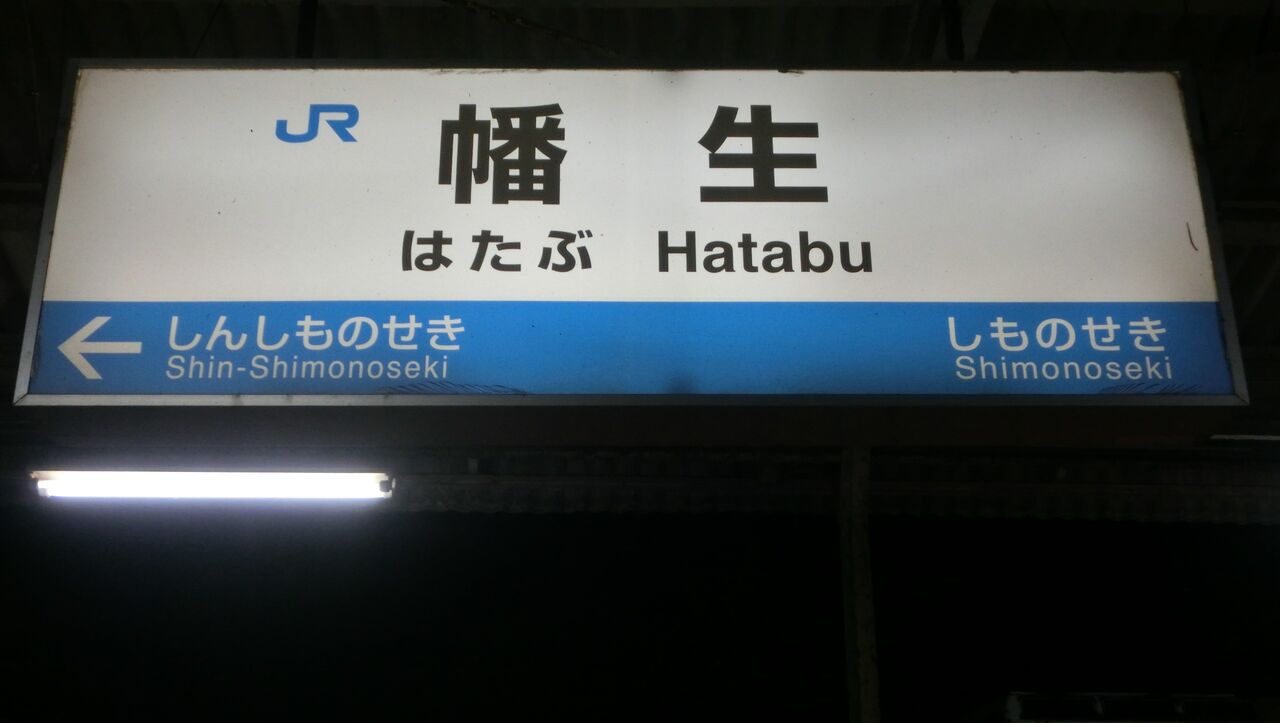 JR 幡生
はたぶ Hatabu
← しんしものせき しものせき
Shin-Shimonoseki Shimonoseki